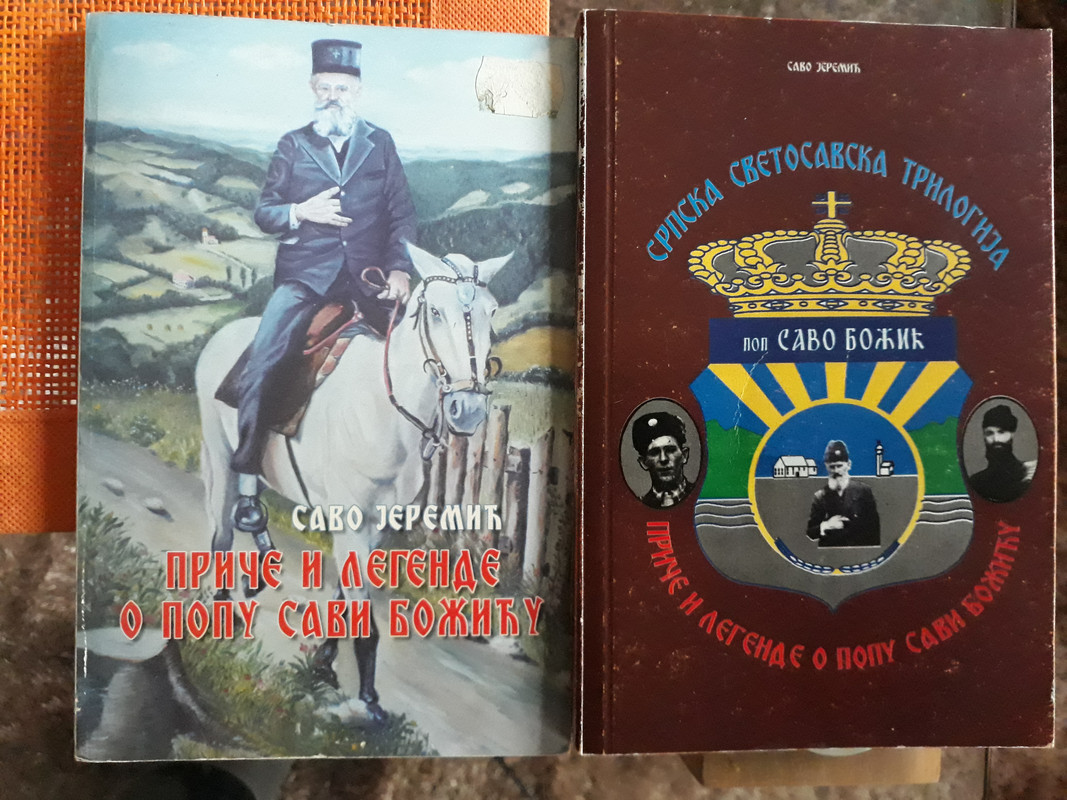 САВО ЈЕРЕМИЋ
ПРИЧЕ И ЛЕГЕНДЕ
О ПОПУ САВИ БОЖИЋУ
САВО ЈЕРЕМИЋ
СРПСКА СВЕТОСАВСКА ТРИЛОГИЈА
ПОП САВО БОЖИЋ
ПРИЧЕ И ЛЕГЕНДЕ О ПОПУ САВИ БОЖИЋУ